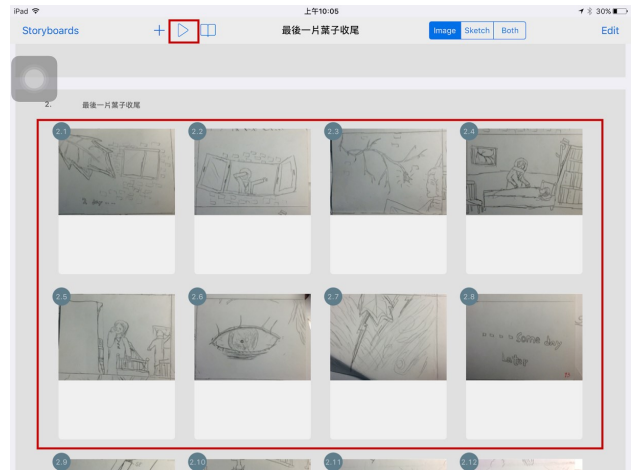 iPad 上午10:05 30%
Storyboards 最後一片葉子收尾 Image Sketch Both Edit
2. 最後一片葉子收尾
2.1 2.2 2.3 2.4
2.5 2.6 2.7 2.8
Some day
Later
2.9 2.10 2.11 2.12